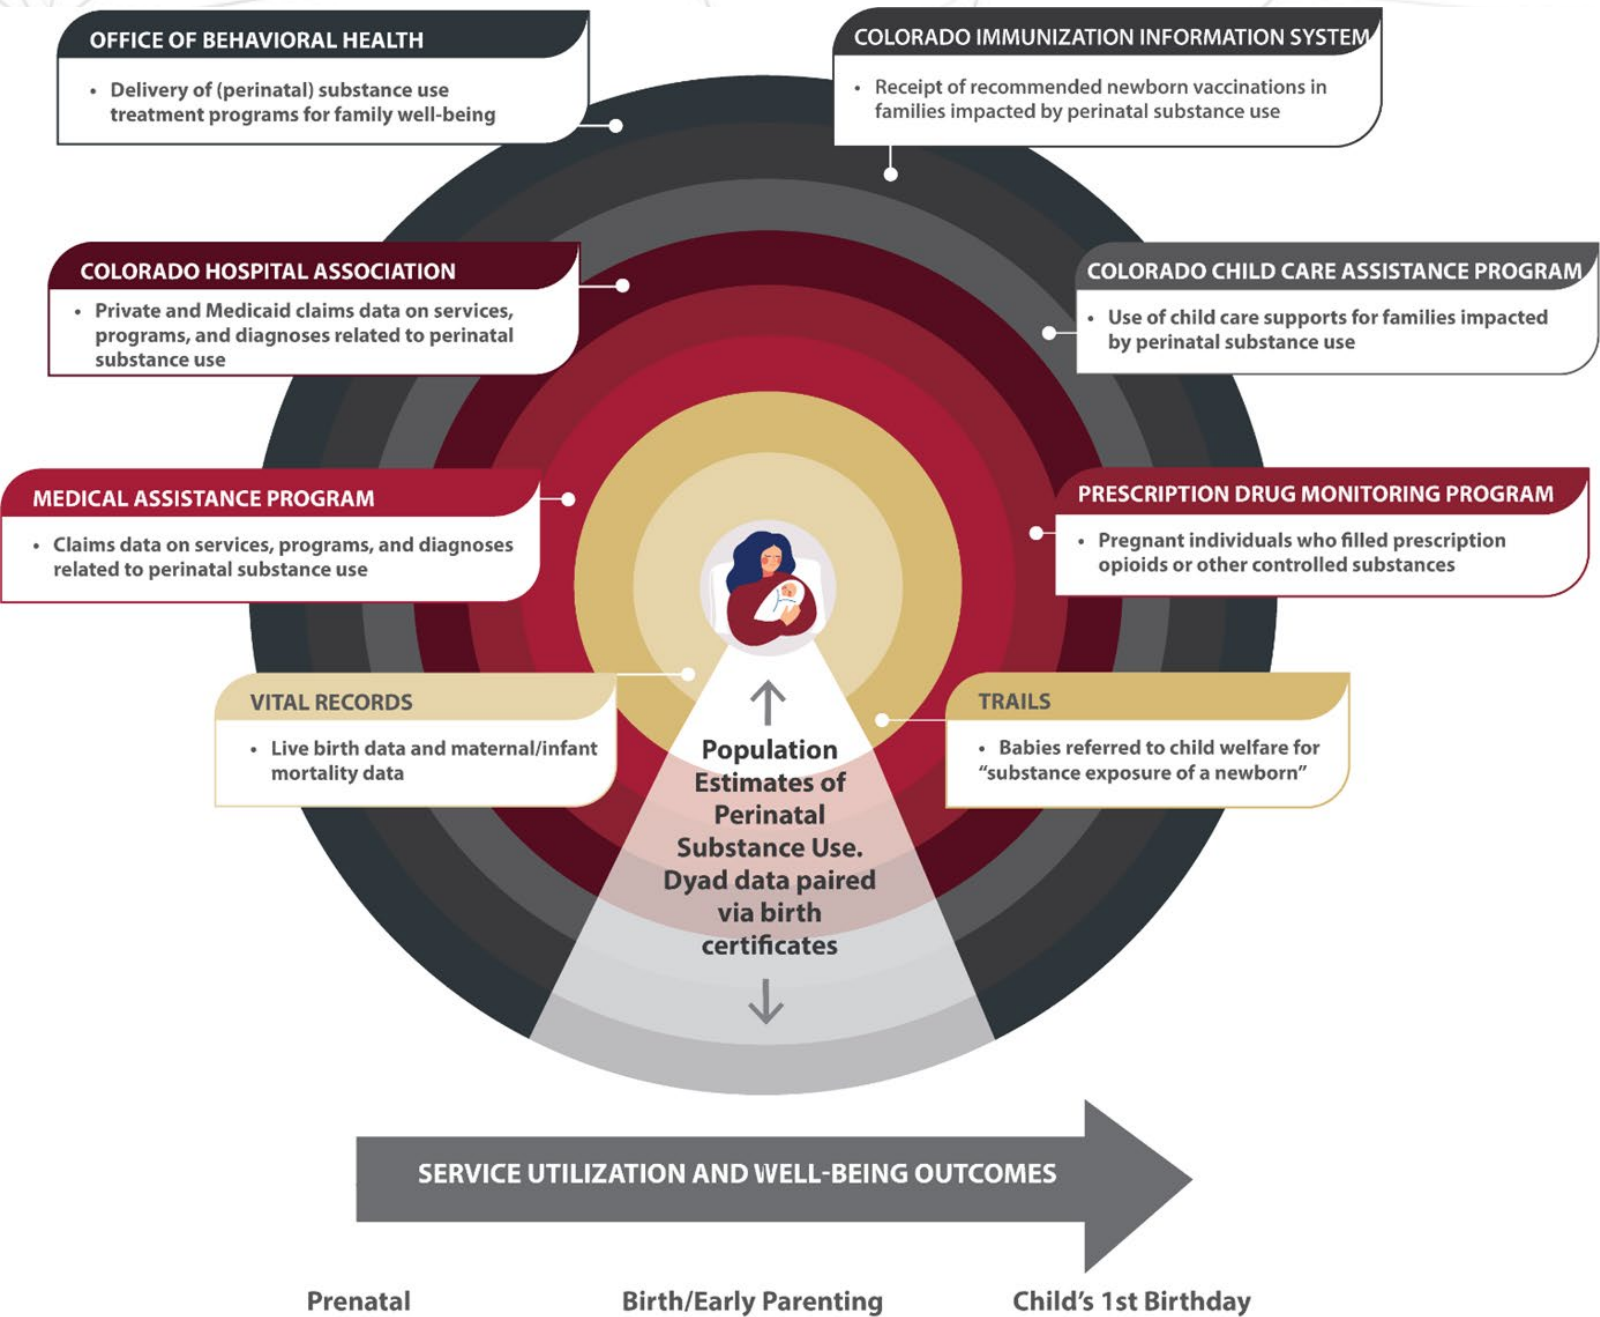 OFFICE OF BEHAVIORAL HEALTH
• Delivery of (perinatal) substance use
treatment programs for family well-being
COLORADO IMMUNIZATION INFORMATION SYSTEM
• Receipt of recommended newborn vaccinations in
families impacted by perinatal substance use
COLORADO HOSPITAL ASSOCIATION
• Private and Medicaid claims data on services,
programs, and diagnoses related to perinatal
substance use
COLORADO CHILD CARE ASSISTANCE PROGRAM
• Use of child care supports for families impacted
by perinatal substance use
MEDICAL ASSISTANCE PROGRAM
• Claims data on services, programs, and diagnoses
related to perinatal substance use
PRESCRIPTION DRUG MONITORING PROGRAM
• Pregnant individuals who filled prescription
opioids or other controlled substances
VITAL RECORDS
• Live birth data and maternal/infant
mortality data
TRAILS
• Babies referred to child welfare for
“substance exposure of a newborn”
Population
Estimates of
Perinatal
Substance Use.
Dyad data paired
via birth
certificates
SERVICE UTILIZATION AND WELL-BEING OUTCOMES
Prenatal
Birth/Early Parenting
Child’s 1st Birthday